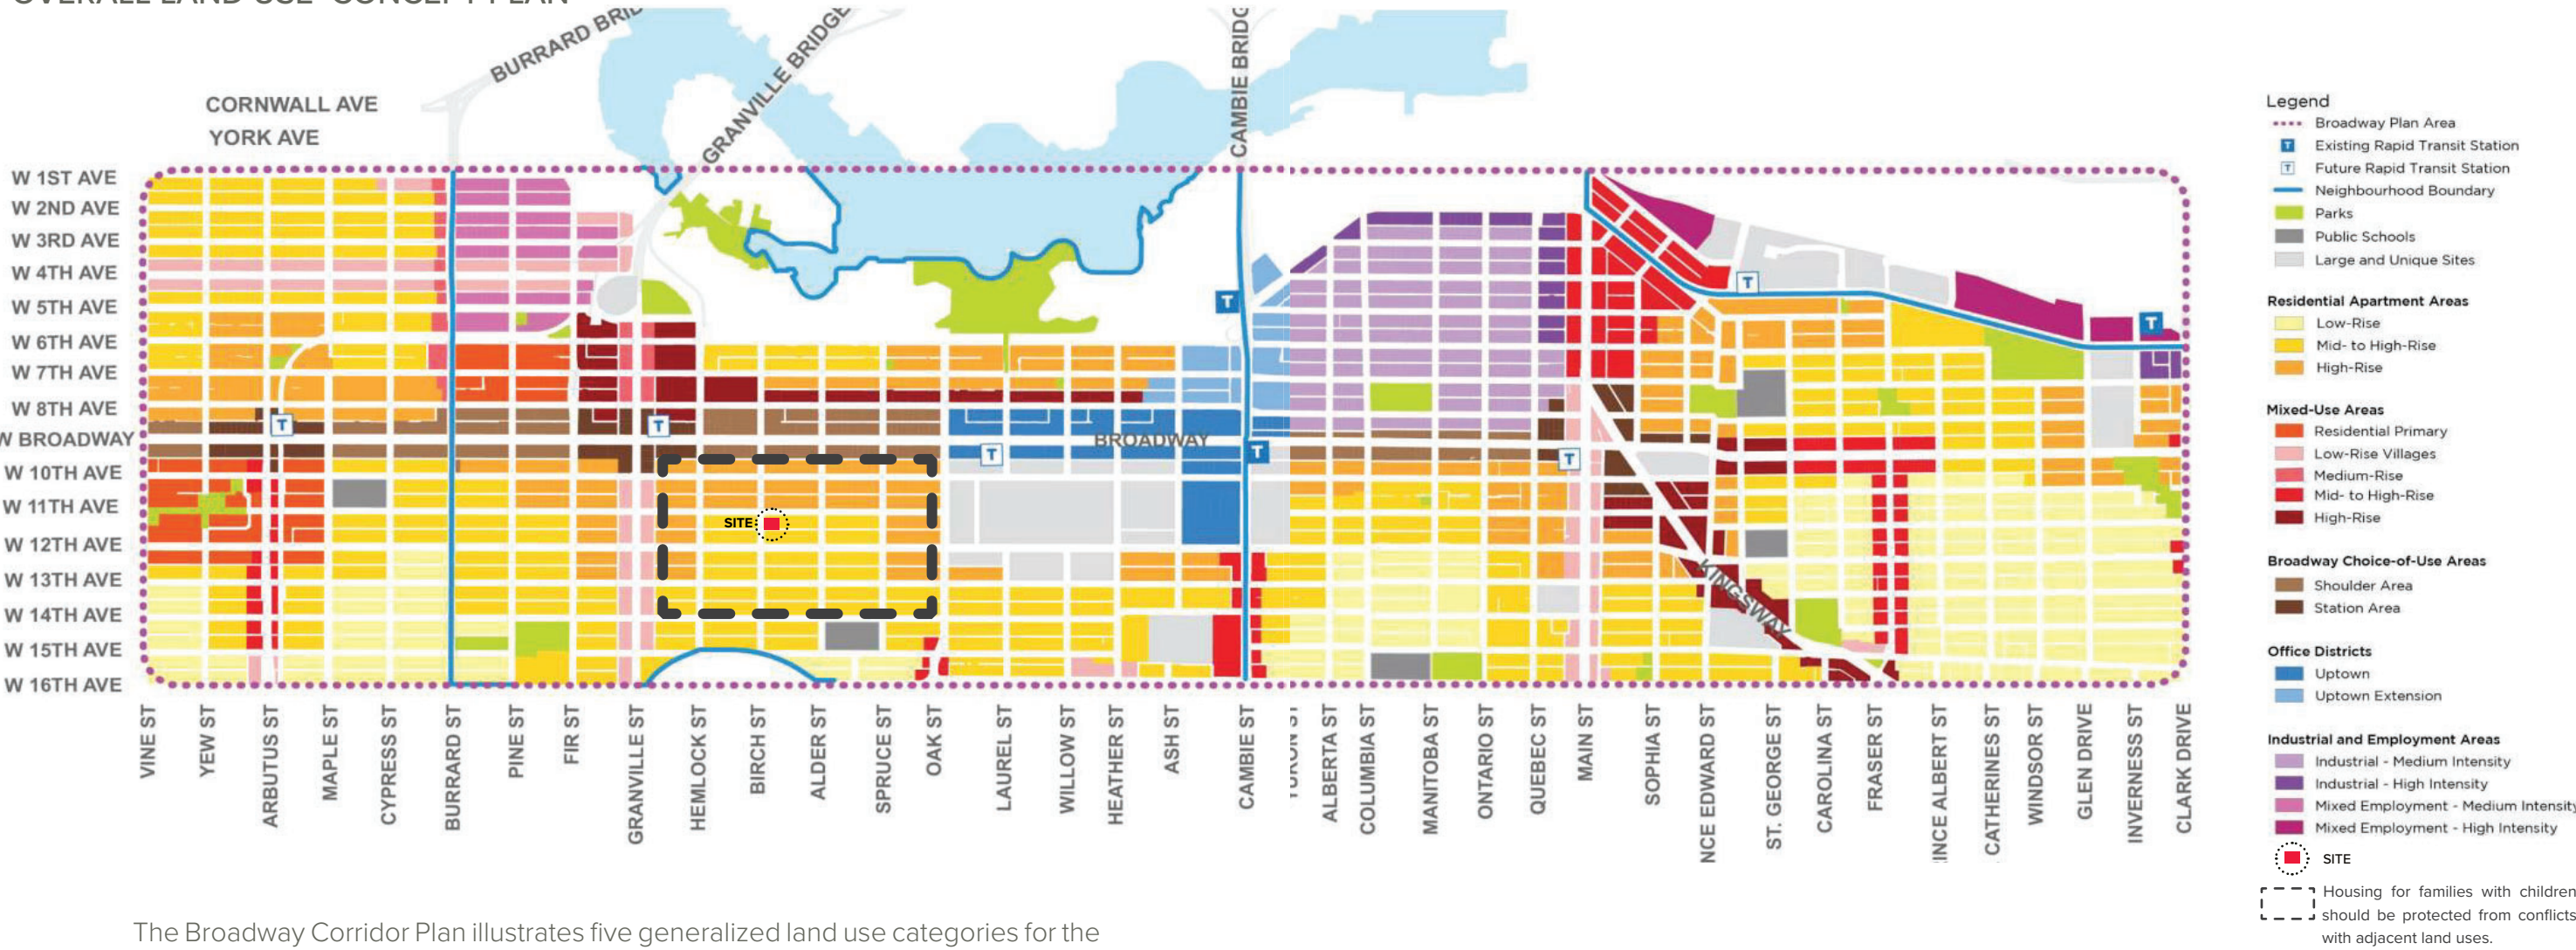 OVERALL LAND USE CONCEPT PLAN
BURRARD
GRANVILLE BRIDGE
CAMBIE
CORNWALL AVE
YORK AVE
W 1ST AVE
W 2ND AVE
W 3RD AVE
W 4TH AVE
W 5TH AVE
W 6TH AVE
W 7TH AVE
W 8TH AVE
W BROADWAY
W 10TH AVE
W 11TH AVE
W 12TH AVE
W 13TH AVE
W 14TH AVE
W 15TH AVE
W 16TH AVE
T
T
T
T
T
T
T
T
BROADWAY
SITE
KINGSWAY
VINE ST
YEW ST
ARBUTUS ST
MAPLE ST
CYPRESS ST
BURRARD ST
PINE ST
FIR ST
GRANVILLE ST
HEMLOCK ST
BIRCH ST
ALDER ST
SPRUCE ST
OAK ST
LAUREL ST
WILLOW ST
HEATHER ST
ASH ST
CAMBIE ST
ALBERTA ST
COLUMBIA ST
MANITOBA ST
ONTARIO ST
QUEBEC ST
MAIN ST
SOPHIA ST
NCE EDWARD ST
ST. GEORGE ST
CAROLINA ST
FRASER ST
INCE ALBERT ST
CATHERINES ST
WINDSOR ST
GLEN DRIVE
INVERNESS ST
CLARK DRIVE
Legend
Broadway Plan Area
T Existing Rapid Transit Station
T Future Rapid Transit Station
Neighbourhood Boundary
Parks
Public Schools
Large and Unique Sites
Residential Apartment Areas
Low-Rise
Mid- to High-Rise
High-Rise
Mixed-Use Areas
Residential Primary
Low-Rise Villages
Medium-Rise
Mid- to High-Rise
High-Rise
Broadway Choice-of-Use Areas
Shoulder Area
Station Area
Office Districts
Uptown
Uptown Extension
Industrial and Employment Areas
Industrial - Medium Intensity
Industrial - High Intensity
Mixed Employment - Medium Intensity
Mixed Employment - High Intensity
SITE
Housing for families with children
should be protected from conflicts
with adjacent land uses.
The Broadway Corridor Plan illustrates five generalized land use categories for the